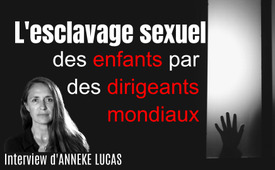 L'esclavage sexuel
des enfants par
des dirigeants
mondiaux
Interview d'ANNEKE LUCAS